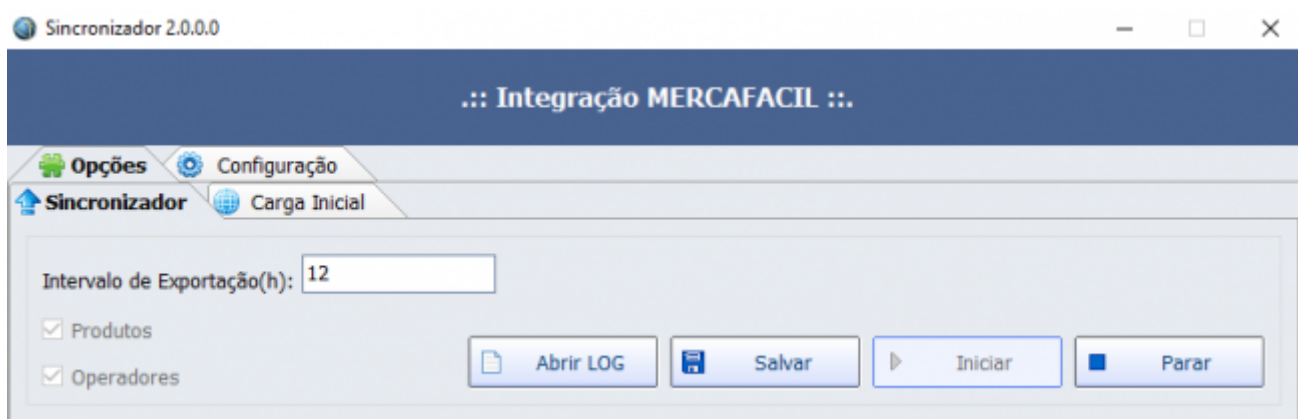 Sincronizador 2.0.0.0
.:: Integração MERCAFACIL ::.
Opções Configuração
Sincronizador Carga Inicial
Intervalo de Exportação(h): 12
Produtos
Operadores
Abrir LOG Salvar Iniciar Parar